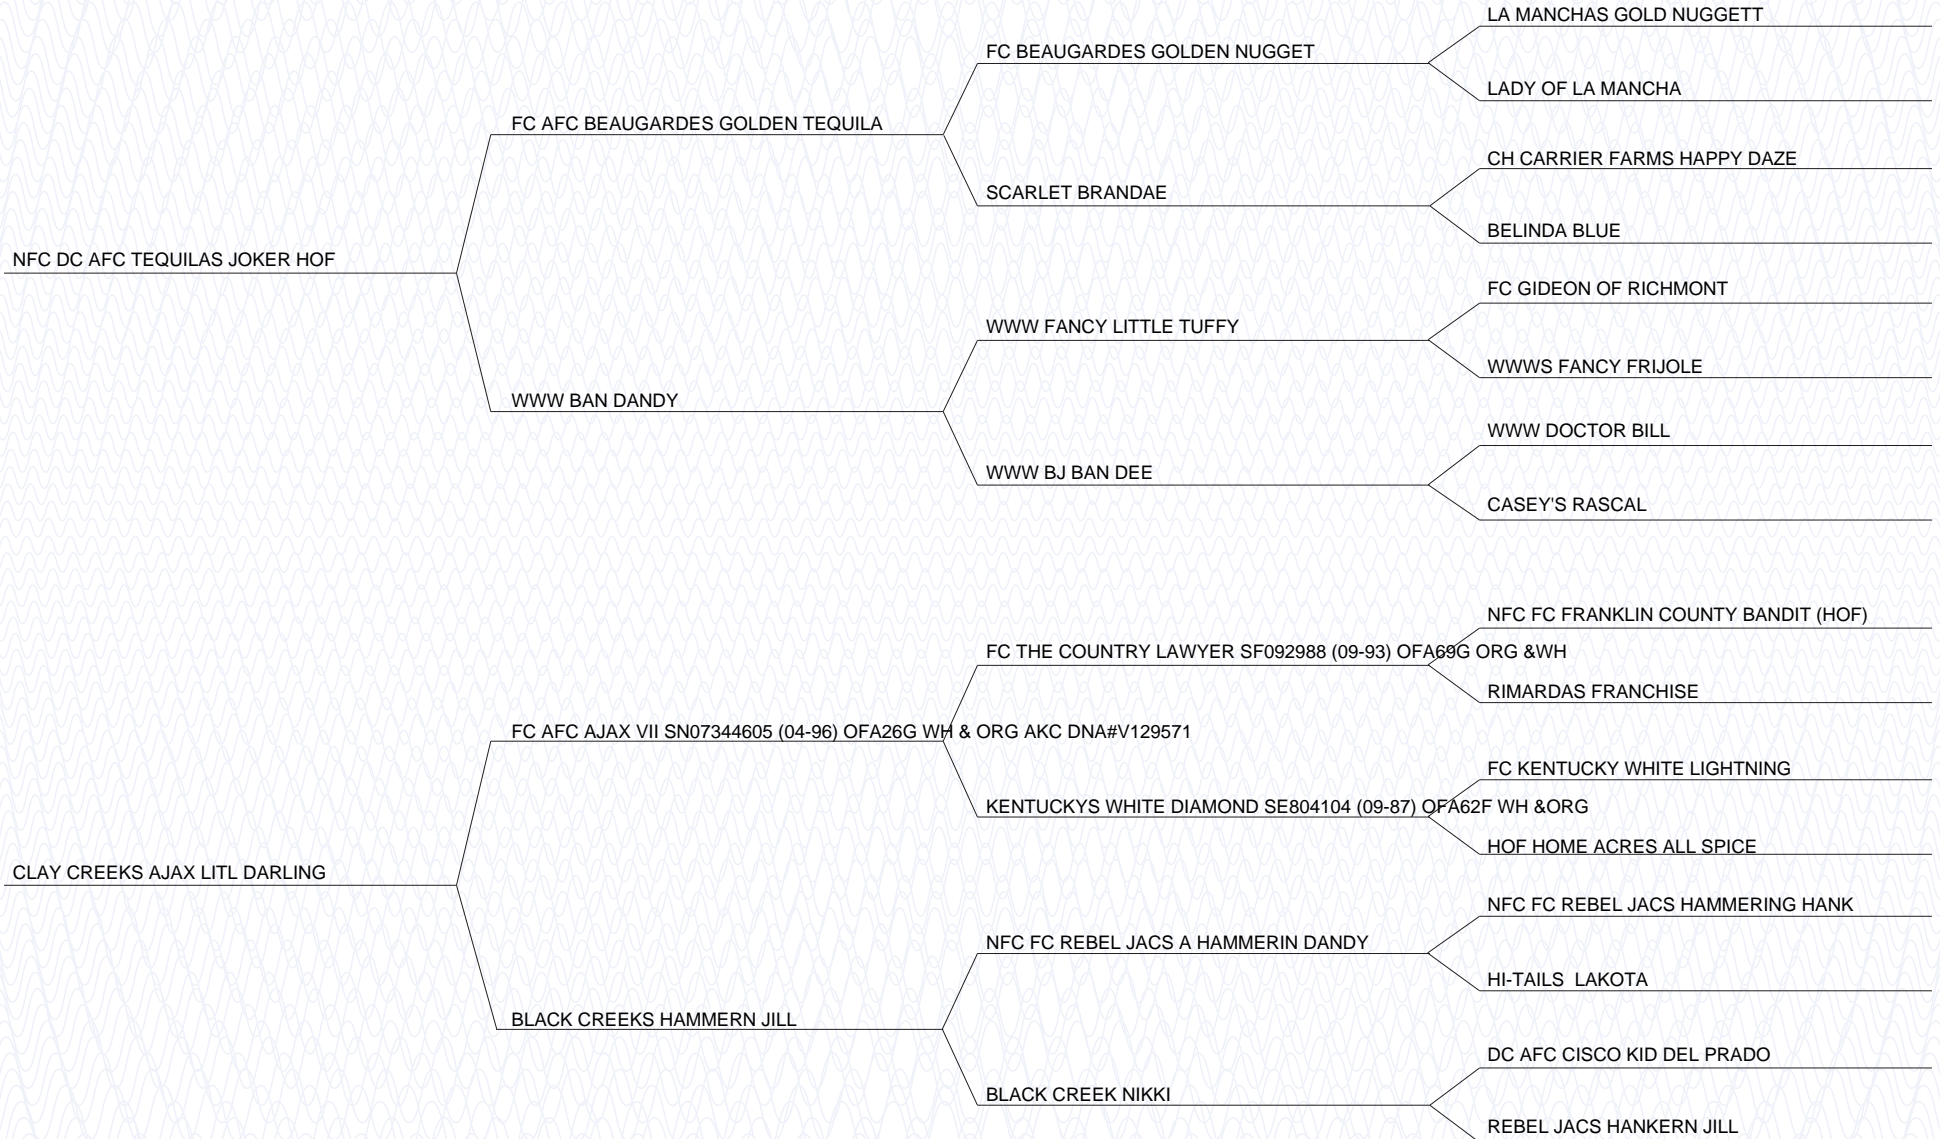 LA MANCHAS GOLD NUGGETT
FC BEAUGARDES GOLDEN NUGGET
LADY OF LA MANCHA
FC AFC BEAUGARDES GOLDEN TEQUILA
CH CARRIER FARMS HAPPY DAZE
SCARLET BRANDAE
BELINDA BLUE
NFC DC AFC TEQUILAS JOKER HOF
FC GIDEON OF RICHMONT
WWW FANCY LITTLE TUFFY
WWWS FANCY FRIJOLE
WWW BAN DANDY
WWW DOCTOR BILL
WWW BJ BAN DEE
CASEY'S RASCAL
NFC FC FRANKLIN COUNTY BANDIT (HOF)
FC THE COUNTRY LAWYER SF092988 (09-93) OFA69G ORG &WH
RIMARDAS FRANCHISE
FC AFC AJAX VII SN07344605 (04-96) OFA26G WH & ORG AKC DNA#V129571
FC KENTUCKY WHITE LIGHTNING
KENTUCKYS WHITE DIAMOND SE804104 (09-87) OFA62F WH &ORG
HOF HOME ACRES ALL SPICE
CLAY CREEKS AJAX LITL DARLING
NFC FC REBEL JACS HAMMERING HANK
NFC FC REBEL JACS A HAMMERIN DANDY
HI-TAILS  LAKOTA
BLACK CREEKS HAMMERN JILL
DC AFC CISCO KID DEL PRADO
BLACK CREEK NIKKI
REBEL JACS HANKERN JILL